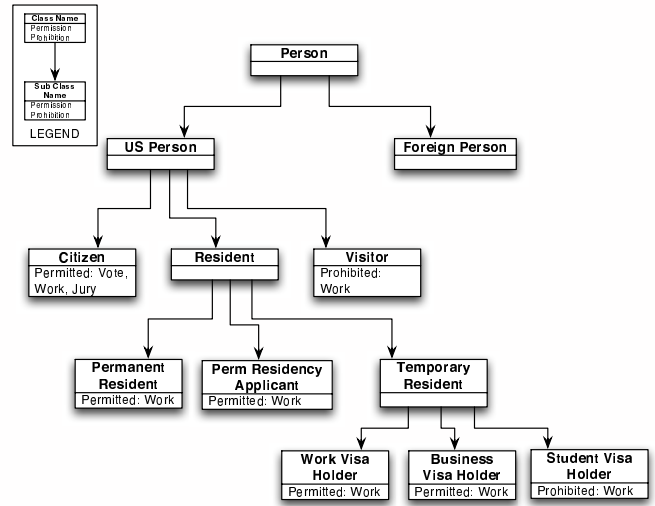 Class Name
Permission
Prohibition
Sub Class
Name
Permission
Prohibition
LEGEND
Person
US Person
Foreign Person
Citizen
Permitted: Vote,
Work, Jury
Resident
Visitor
Prohibited:
Work
Permanent
Resident
Permitted: Work
Perm Residency
Applicant
Permitted: Work
Temporary
Resident
Work Visa
Holder
Permitted: Work
Business
Visa Holder
Permitted: Work
Student Visa
Holder
Prohibited: Work